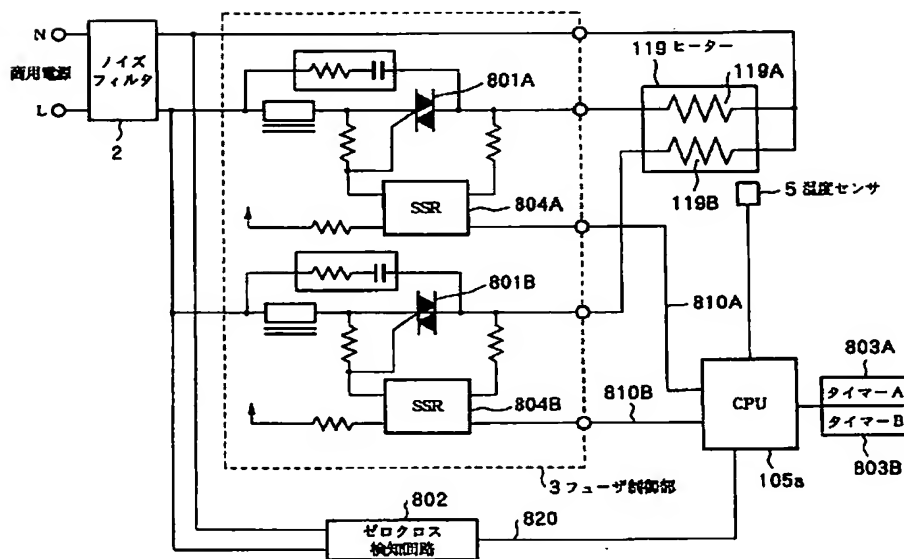 N
商用電源
L
ノイズ
フィルタ
2
801A
SSR
804A
801B
SSR
804B
3 フューザ制御部
119 ヒーター
119A
119B
5 温度センサ
810A
810B
CPU
105a
803A
タイマーA
タイマーB
803B
802
ゼロクロス
検知回路
820